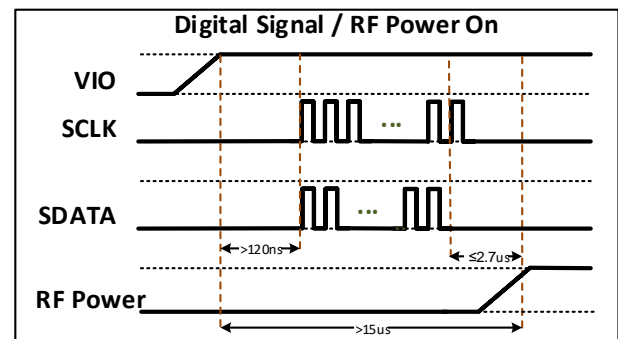 Digital Signal / RF Power On
VIO
SCLK
...
SDATA
...
>120ns
≤2.7us
RF Power
>15us